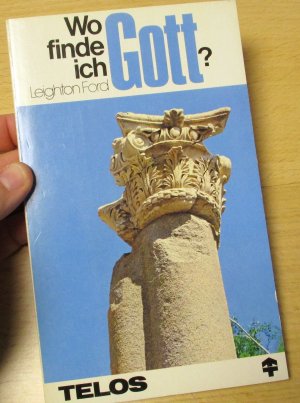 Wo
finde
ich Gott?
Leighton Ford
TELOS